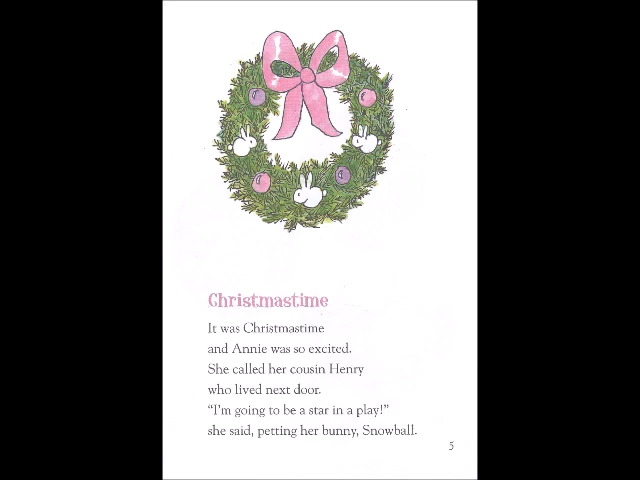 Christmastime
It was Christmastime
and Annie was so excited.
She called her cousin Henry
who lived next door.
“I’m going to be a star in a play!”
she said, petting her bunny, Snowball.
5